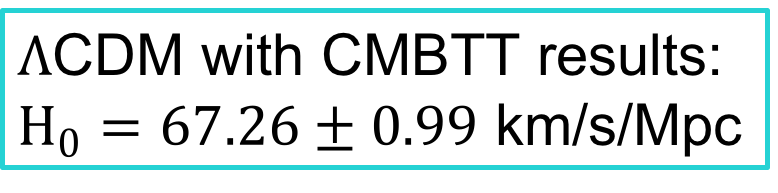 ΛCDM with CMBTT results:
H₀ = 67.26 ± 0.99 km/s/Mpc